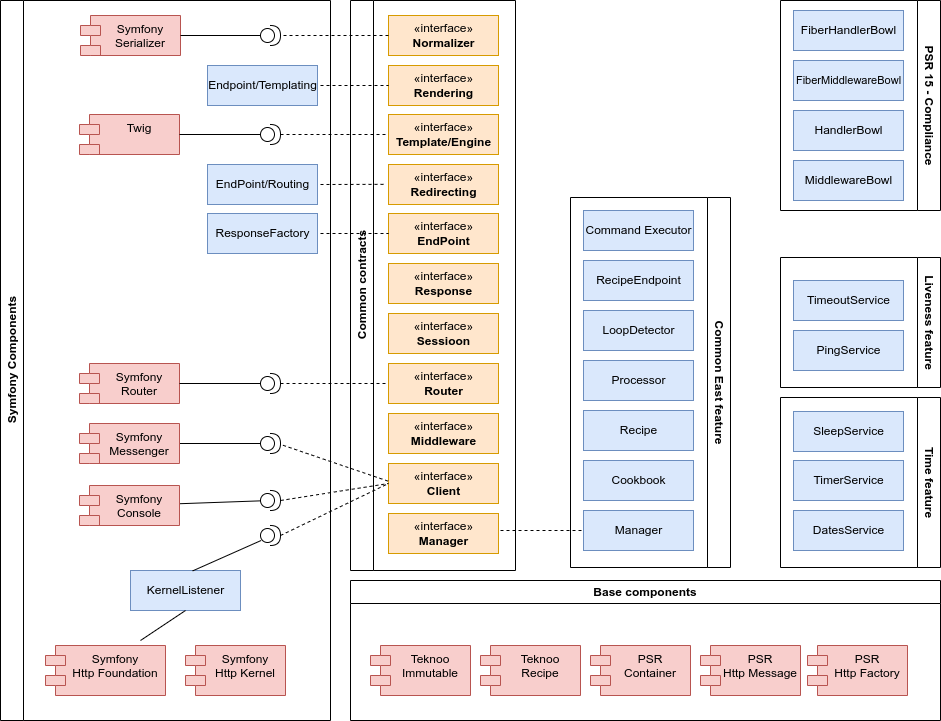 Symfony Components
Symfony
Serializer
Endpoint/Templating
Twig
EndPoint/Routing
ResponseFactory
Symfony
Router
Symfony
Messenger
Symfony
Console
KernelListener
Symfony
Http Foundation
Symfony
Http Kernel
Common contracts
«interface»
Normalizer
«interface»
Rendering
«interface»
Template/Engine
«interface»
Redirecting
«interface»
EndPoint
«interface»
Response
«interface»
Sessioon
«interface»
Router
«interface»
Middleware
«interface»
Client
«interface»
Manager
Command Executor
RecipeEndpoint
LoopDetector
Processor
Recipe
Cookbook
Manager
Common East feature
FiberHandlerBowl
FiberMiddlewareBowl
HandlerBowl
MiddlewareBowl
PSR 15 - Compliance
TimeoutService
PingService
Liveness feature
SleepService
TimerService
DatesService
Time feature
Base components
Teknoo
Immutable
Teknoo
Recipe
PSR
Container
PSR
Http Message
PSR
Http Factory